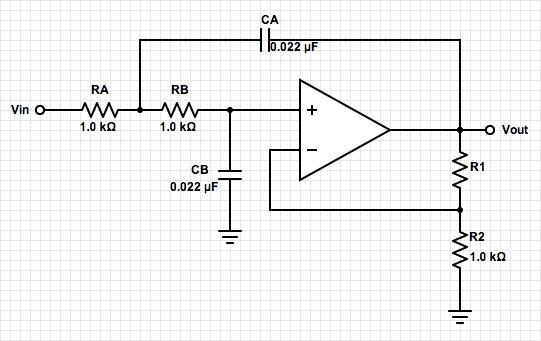 CA
0.022 µF
RA
RB
Vin
1.0 kΩ
1.0 kΩ
+
−
Vout
CB
0.022 µF
R1
R2
1.0 kΩ